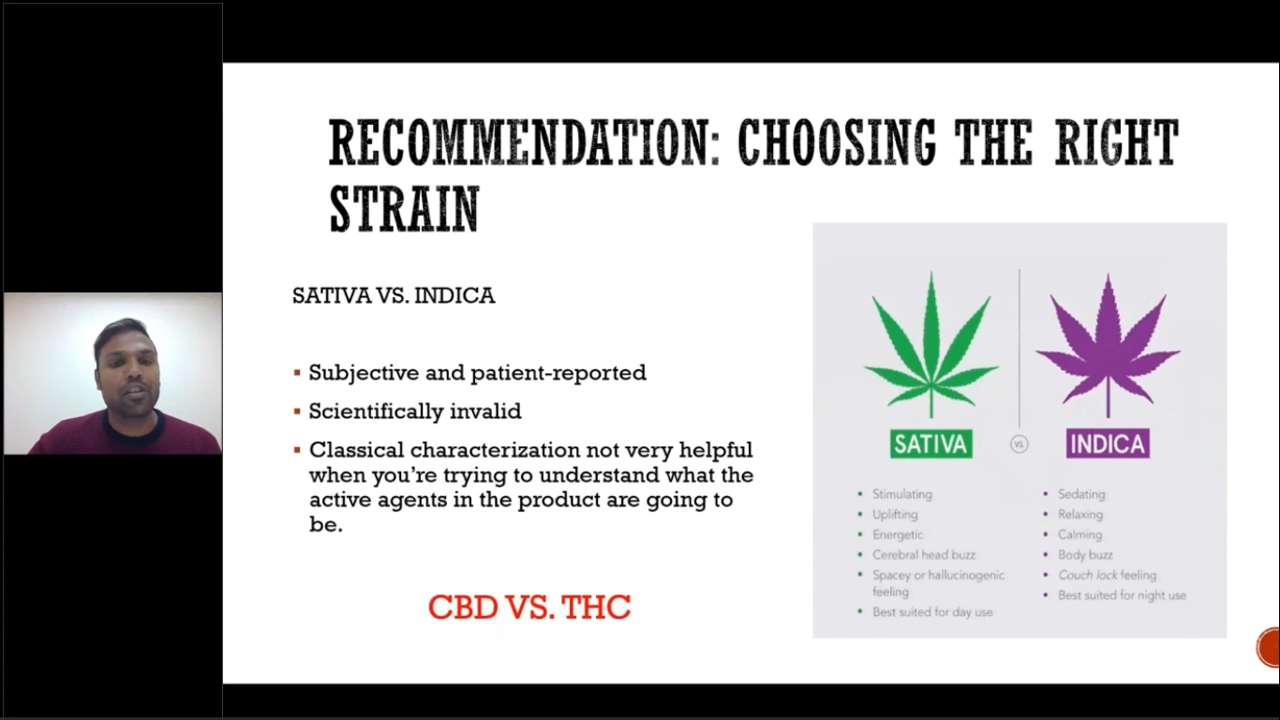 RECOMMENDATION: CHOOSING THE RIGHT
STRAIN
SATIVA VS. INDICA
Subjective and patient-reported
Scientifically invalid
Classical characterization not very helpful
when you're trying to understand what the
active agents in the product are going to
be.
CBD VS. THC
SATIVA
VS.
INDICA
Stimulating
Uplifting
Energetic
Cerebral head buzz
Spacey or hallucinogenic
feeling
Best suited for day use
Sedating
Relaxing
Calming
Body buzz
Couch lock feeling
Best suited for night use